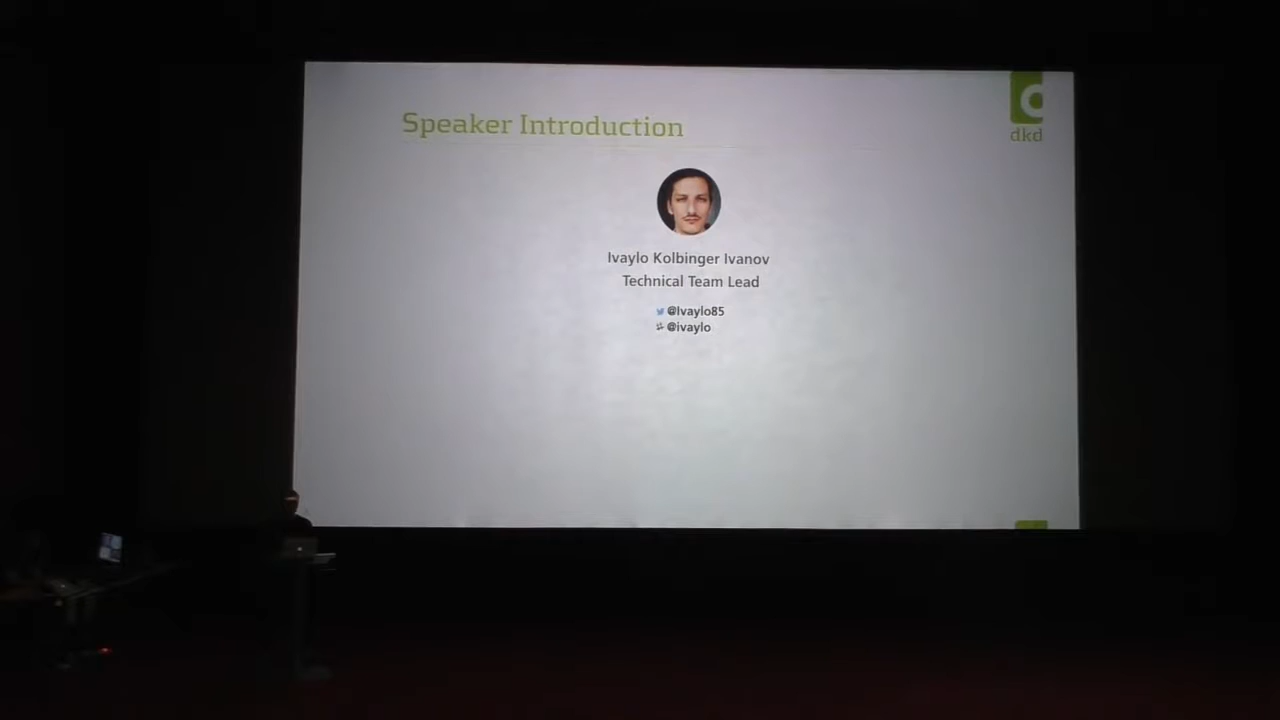 Speaker Introduction
dkd
Ivaylo Kolbinger Ivanov
Technical Team Lead
@Ivaylo85
@ivaylo